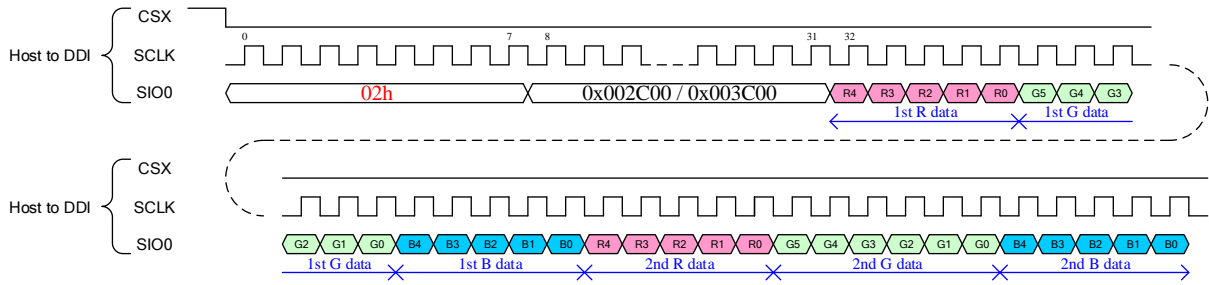 CSX
0 7 8 31 32
Host to DDI SCLK
SIO0 02h 0x002C00 / 0x003C00 R4 R3 R2 R1 R0 G5 G4 G3
1st R data 1st G data
CSX
Host to DDI SCLK
SIO0 G2 G1 G0 B4 B3 B2 B1 B0 R4 R3 R2 R1 R0 G5 G4 G3 G2 G1 G0 B4 B3 B2 B1 B0
1st G data 1st B data 2nd R data 2nd G data 2nd B data